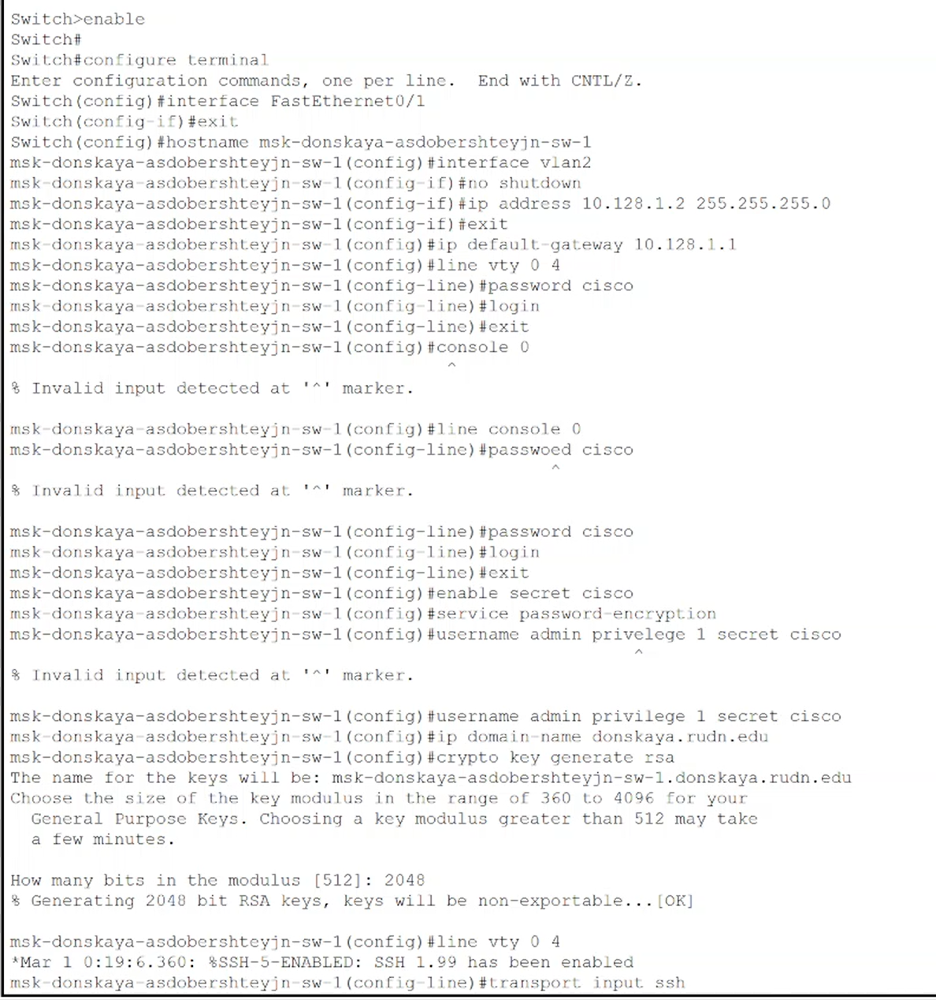 Switch>enable
Switch#
Switch#configure terminal
Enter configuration commands, one per line.  End with CNTL/Z.
Switch(config)#interface FastEthernet0/1
Switch(config-if)#exit
Switch(config)#hostname msk-donskaya-asdobershteyjn-sw-1
msk-donskaya-asdobershteyjn-sw-1(config)#interface vlan2
msk-donskaya-asdobershteyjn-sw-1(config-if)#no shutdown
msk-donskaya-asdobershteyjn-sw-1(config-if)#ip address 10.128.1.2 255.255.255.0
msk-donskaya-asdobershteyjn-sw-1(config-if)#exit
msk-donskaya-asdobershteyjn-sw-1(config)#ip default-gateway 10.128.1.1
msk-donskaya-asdobershteyjn-sw-1(config)#line vty 0 4
msk-donskaya-asdobershteyjn-sw-1(config-line)#password cisco
msk-donskaya-asdobershteyjn-sw-1(config-line)#login
msk-donskaya-asdobershteyjn-sw-1(config-line)#exit
msk-donskaya-asdobershteyjn-sw-1(config)#console 0
^
% Invalid input detected at '^' marker.
msk-donskaya-asdobershteyjn-sw-1(config)#line console 0
msk-donskaya-asdobershteyjn-sw-1(config-line)#passwoed cisco
^
% Invalid input detected at '^' marker.
msk-donskaya-asdobershteyjn-sw-1(config-line)#password cisco
msk-donskaya-asdobershteyjn-sw-1(config-line)#login
msk-donskaya-asdobershteyjn-sw-1(config-line)#exit
msk-donskaya-asdobershteyjn-sw-1(config)#enable secret cisco
msk-donskaya-asdobershteyjn-sw-1(config)#service password-encryption
msk-donskaya-asdobershteyjn-sw-1(config)#username admin privelege 1 secret cisco
^
% Invalid input detected at '^' marker.
msk-donskaya-asdobershteyjn-sw-1(config)#username admin privilege 1 secret cisco
msk-donskaya-asdobershteyjn-sw-1(config)#ip domain-name donskaya.rudn.edu
msk-donskaya-asdobershteyjn-sw-1(config)#crypto key generate rsa
The name for the keys will be: msk-donskaya-asdobershteyjn-sw-1.donskaya.rudn.edu
Choose the size of the key modulus in the range of 360 to 4096 for your
General Purpose Keys. Choosing a key modulus greater than 512 may take
a few minutes.
How many bits in the modulus [512]: 2048
% Generating 2048 bit RSA keys, keys will be non-exportable...[OK]
msk-donskaya-asdobershteyjn-sw-1(config)#line vty 0 4
*Mar 1 0:19:6.360: %SSH-5-ENABLED: SSH 1.99 has been enabled
msk-donskaya-asdobershteyjn-sw-1(config-line)#transport input ssh